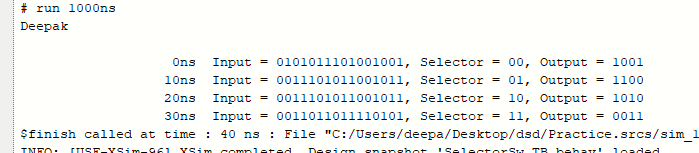 # run 1000ns
Deepak
0ns Input = 0101011101001001, Selector = 00, Output = 1001
10ns Input = 0011101011001011, Selector = 01, Output = 1100
20ns Input = 0011101011001011, Selector = 10, Output = 1010
30ns Input = 0011011011110101, Selector = 11, Output = 0011
$finish called at time : 40 ns : File "C:/Users/deepa/Desktop/dsd/Practice.srcs/sim_1
INFO: [USF-XSim-96] XSim completed. Design snapshot 'SelectorSw_TB_behav' loaded.